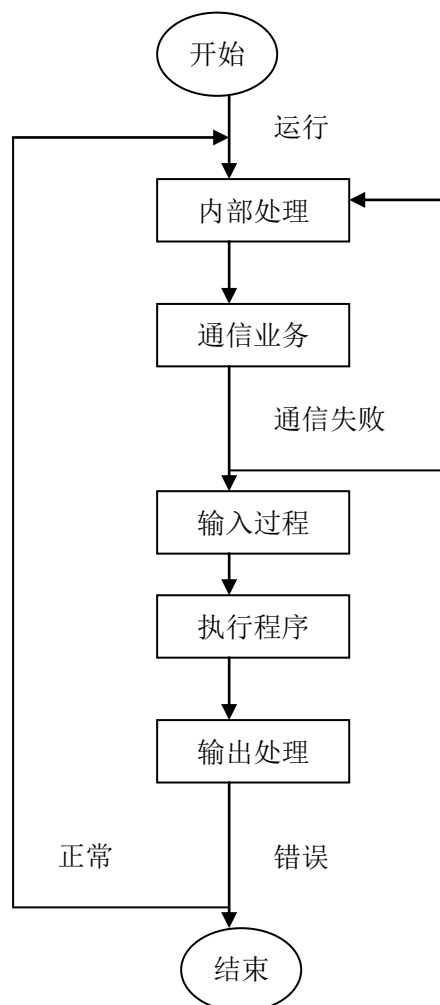 开始
运行
内部处理
通信业务
通信失败
输入过程
执行程序
输出处理
正常
错误
结束